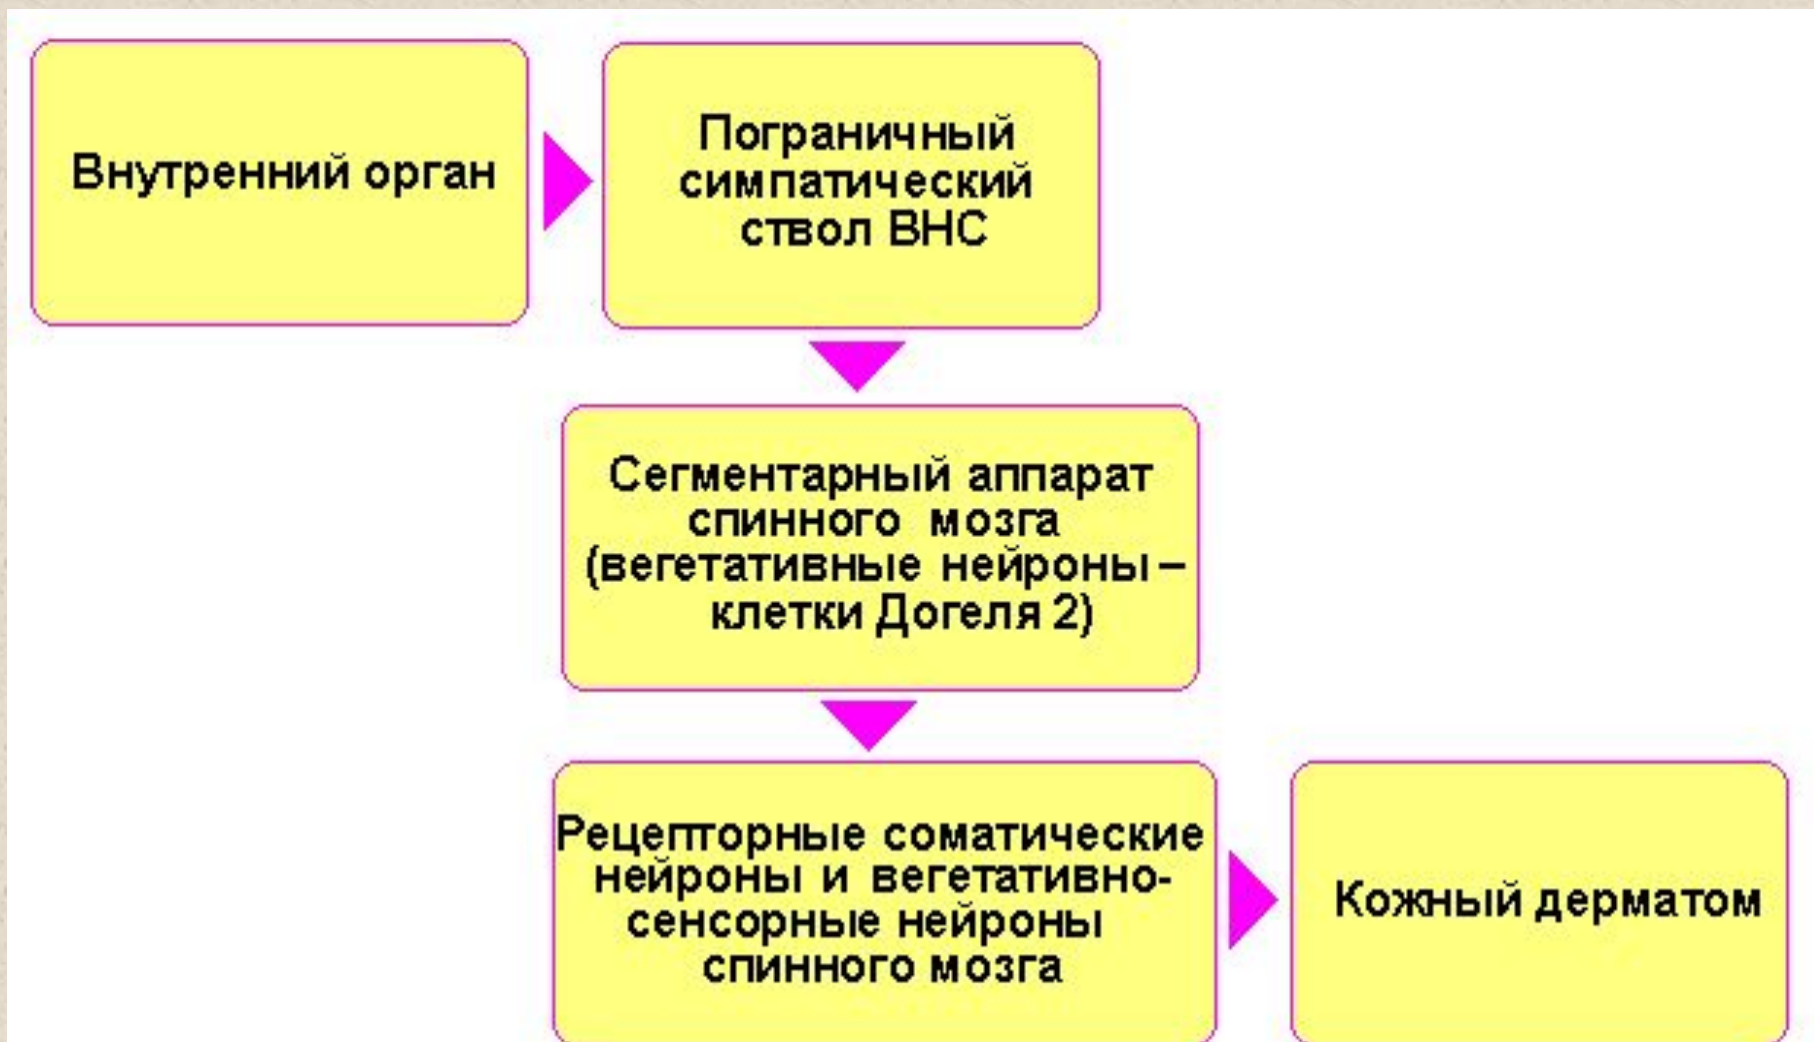 Внутренний орган
Пограничный
симпатический
ствол ВНС
Сегментарный аппарат
спинного мозга
(вегетативные нейроны –
клетки Догеля 2)
Рецепторные соматические
нейроны и вегетативно-
сенсорные нейроны
спинного мозга
Кожный дерматом